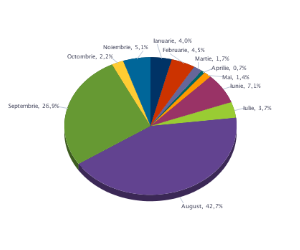 Ianuarie, 4,0%
Februarie, 4,5%
Martie, 1,7%
Aprilie, 0,7%
Mai, 1,4%
Iunie, 7,1%
Iulie, 3,7%
August, 42,7%
Septembrie, 26,9%
Octombrie, 2,2%
Noiembrie, 5,1%